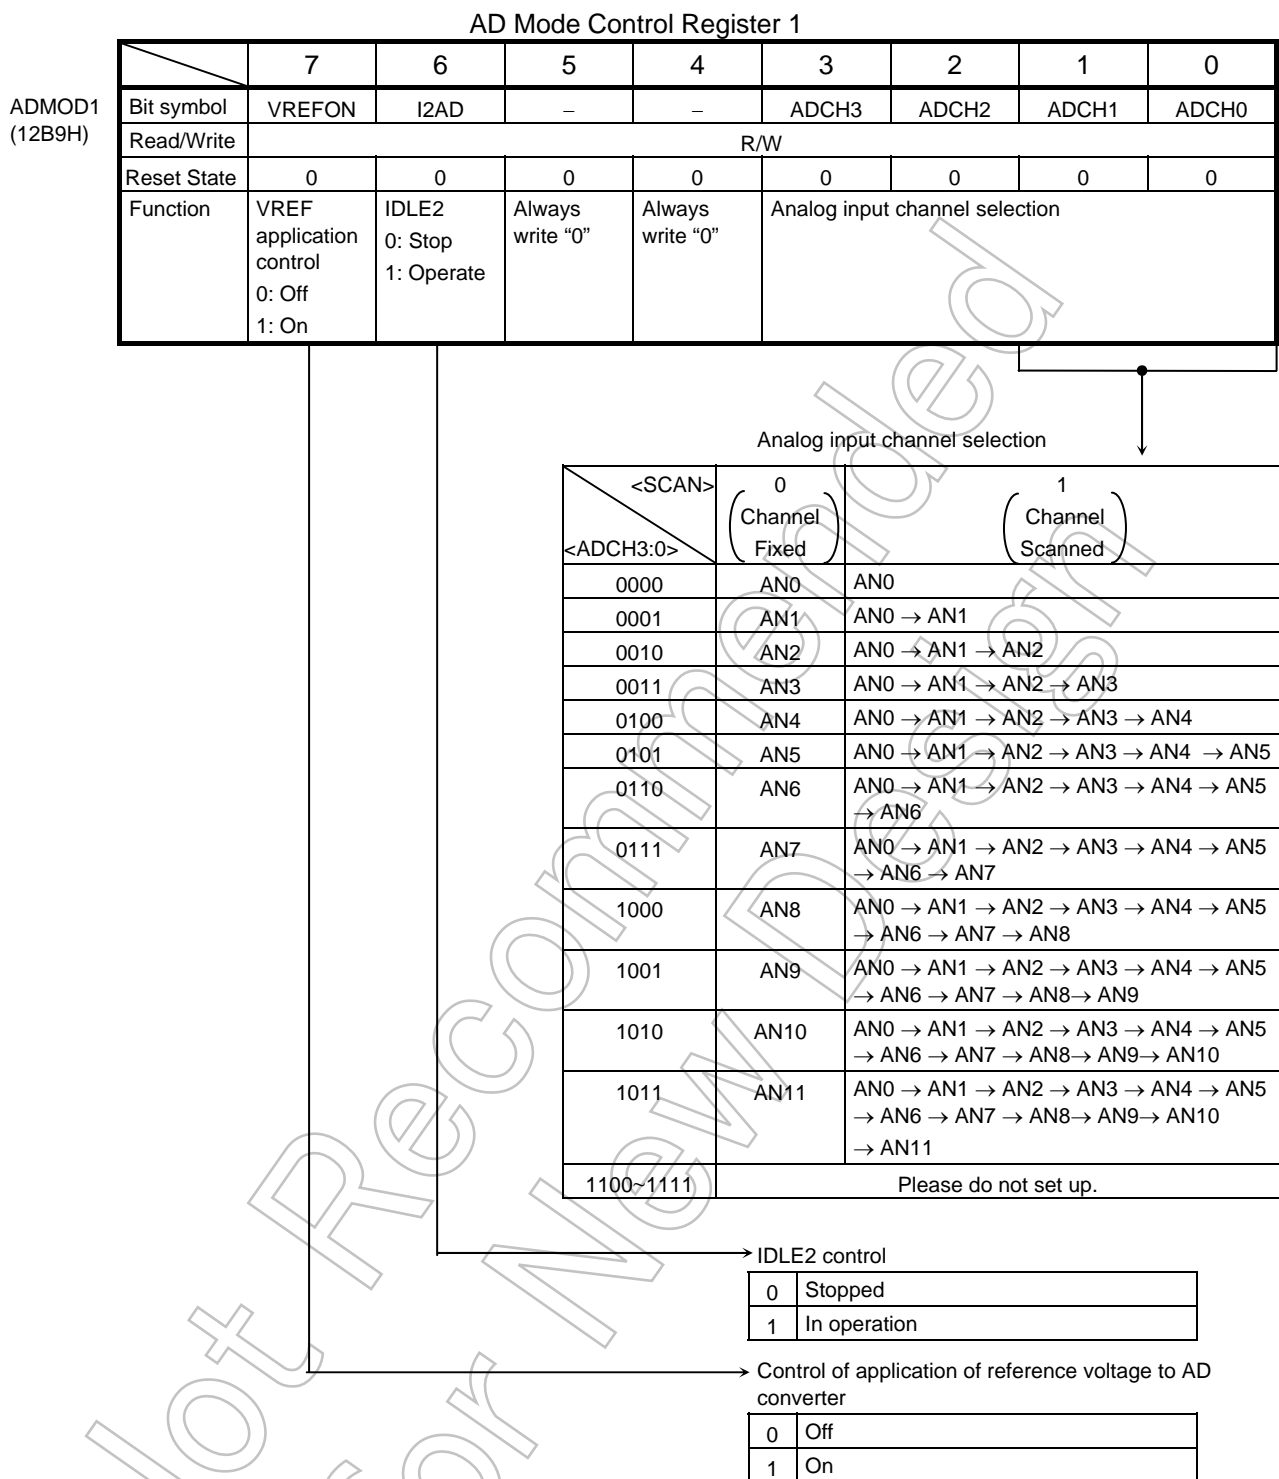 AD Mode Control Register 1
7 6 5 4 3 2 1 0
ADMOD1
(12B9H)
Bit symbol VREFON I2AD – – ADCH3 ADCH2 ADCH1 ADCH0
Read/Write R/W
Reset State 0 0 0 0 0 0 0 0
Function VREF application control 0: Off 1: On IDLE2 0: Stop 1: Operate Always write “0” Always write “0” Analog input channel selection
Analog input channel selection
<SCAN>
<ADCH3:0>
0
Channel
Fixed
1
Channel
Scanned
0000 AN0 AN0
0001 AN1 AN0 → AN1
0010 AN2 AN0 → AN1 → AN2
0011 AN3 AN0 → AN1 → AN2 → AN3
0100 AN4 AN0 → AN1 → AN2 → AN3 → AN4
0101 AN5 AN0 → AN1 → AN2 → AN3 → AN4 → AN5
0110 AN6 AN0 → AN1 → AN2 → AN3 → AN4 → AN5
→ AN6
0111 AN7 AN0 → AN1 → AN2 → AN3 → AN4 → AN5
→ AN6 → AN7
1000 AN8 AN0 → AN1 → AN2 → AN3 → AN4 → AN5
→ AN6 → AN7 → AN8
1001 AN9 AN0 → AN1 → AN2 → AN3 → AN4 → AN5
→ AN6 → AN7 → AN8→ AN9
1010 AN10 AN0 → AN1 → AN2 → AN3 → AN4 → AN5
→ AN6 → AN7 → AN8→ AN9→ AN10
1011 AN11 AN0 → AN1 → AN2 → AN3 → AN4 → AN5
→ AN6 → AN7 → AN8→ AN9→ AN10
→ AN11
1100~1111 Please do not set up.
IDLE2 control
0 Stopped
1 In operation
Control of application of reference voltage to AD
converter
0 Off
1 On
Not Recommended
for New Design